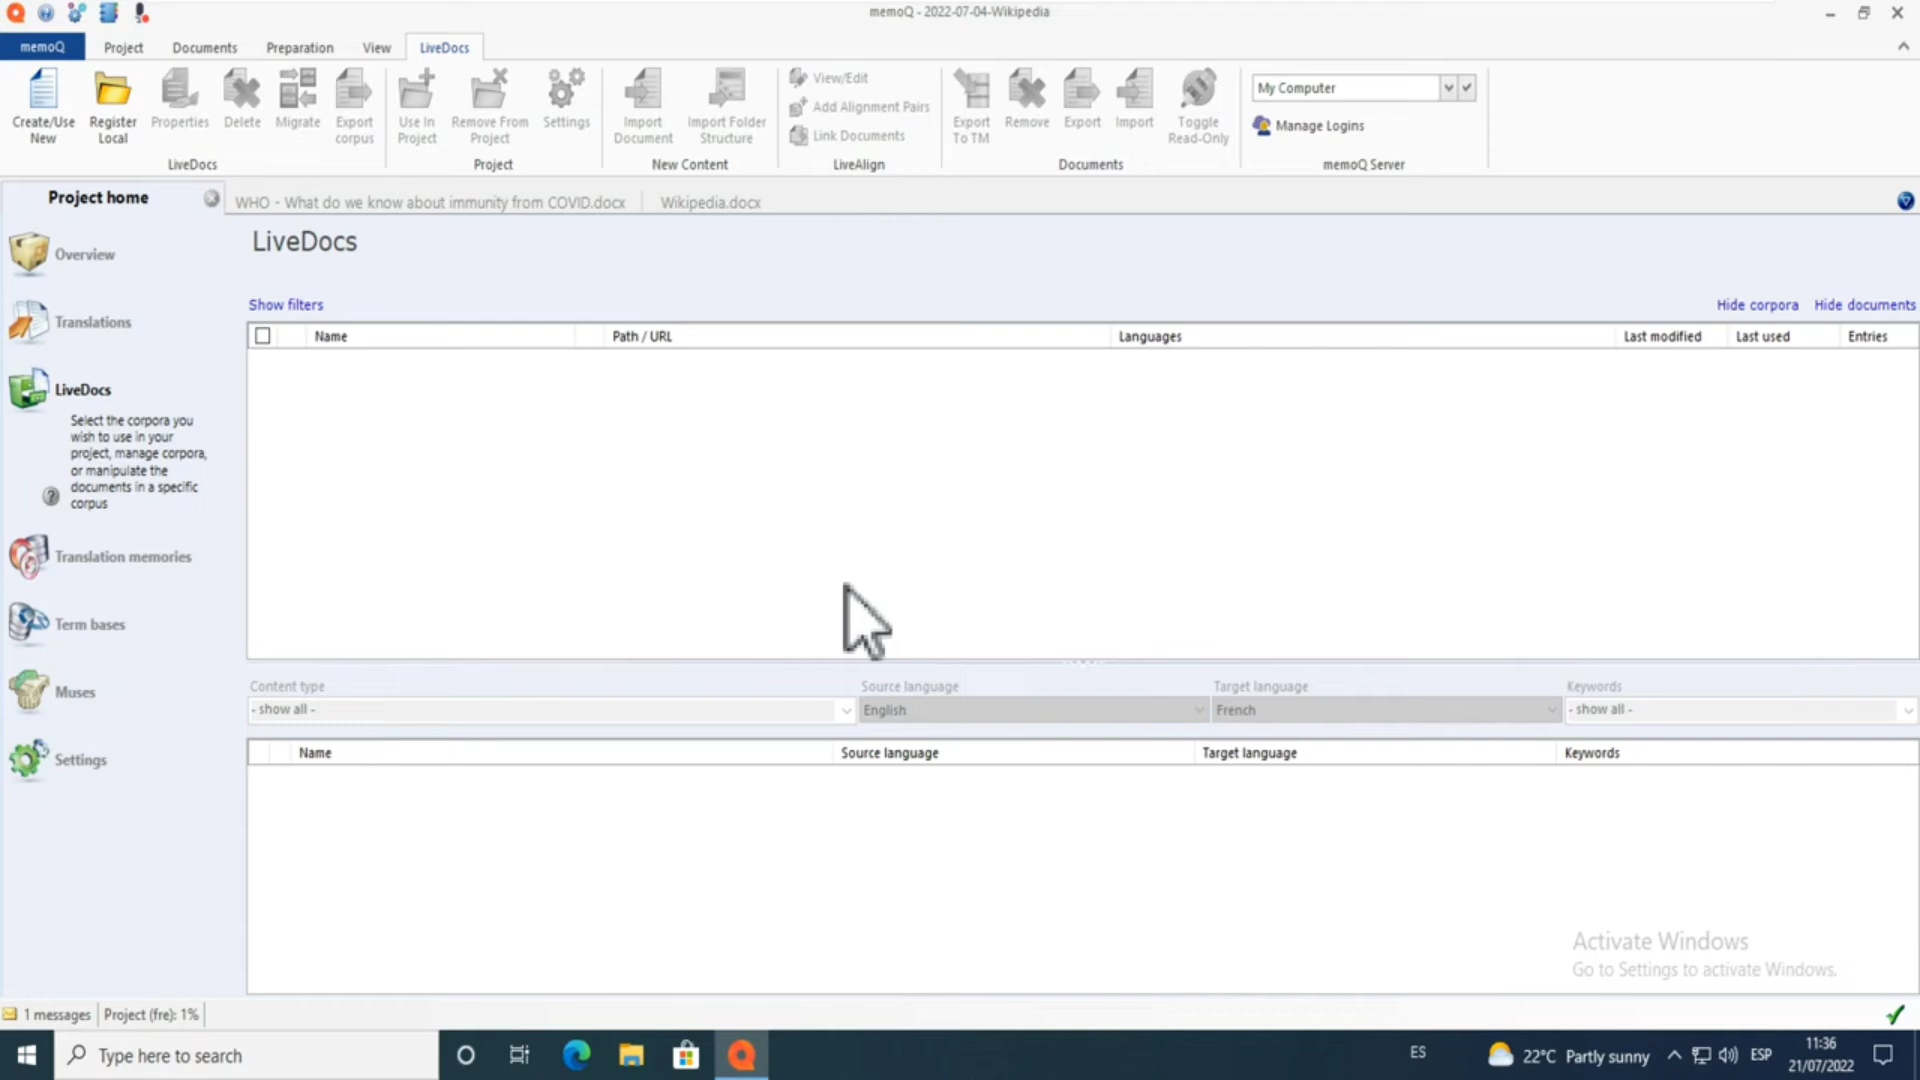 memoQ - 2022-07-04-Wikipedia
memoQ Project Documents Preparation View LiveDocs
Create/Use New
Register Local
Properties
Delete
Migrate
Export corpus
LiveDocs
Use In Project
Remove From Project
Settings
Project
Import Document
Import Folder Structure
New Content
View/Edit
Add Alignment Pairs
Link Documents
LiveAlign
Export To TM
Remove
Export
Import
Toggle Read-Only
Documents
My Computer
Manage Logins
memoQ Server
Project home
WHO - What do we know about immunity from COVID.docx
Wikipedia.docx
Overview
Translations
LiveDocs
Select the corpora you
wish to use in your
project, manage corpora,
or manipulate the
documents in a specific
corpus
Translation memories
Term bases
Muses
Settings
LiveDocs
Show filters
Hide corpora Hide documents
Name Path / URL Languages Last modified Last used Entries
Content type Source language Target language Keywords
- show all - English French - show all -
Name Source language Target language Keywords
Activate Windows
Go to Settings to activate Windows.
1 messages Project (fre): 1%
Type here to search
ES
22°C Partly sunny
ESP
11:36
21/07/2022